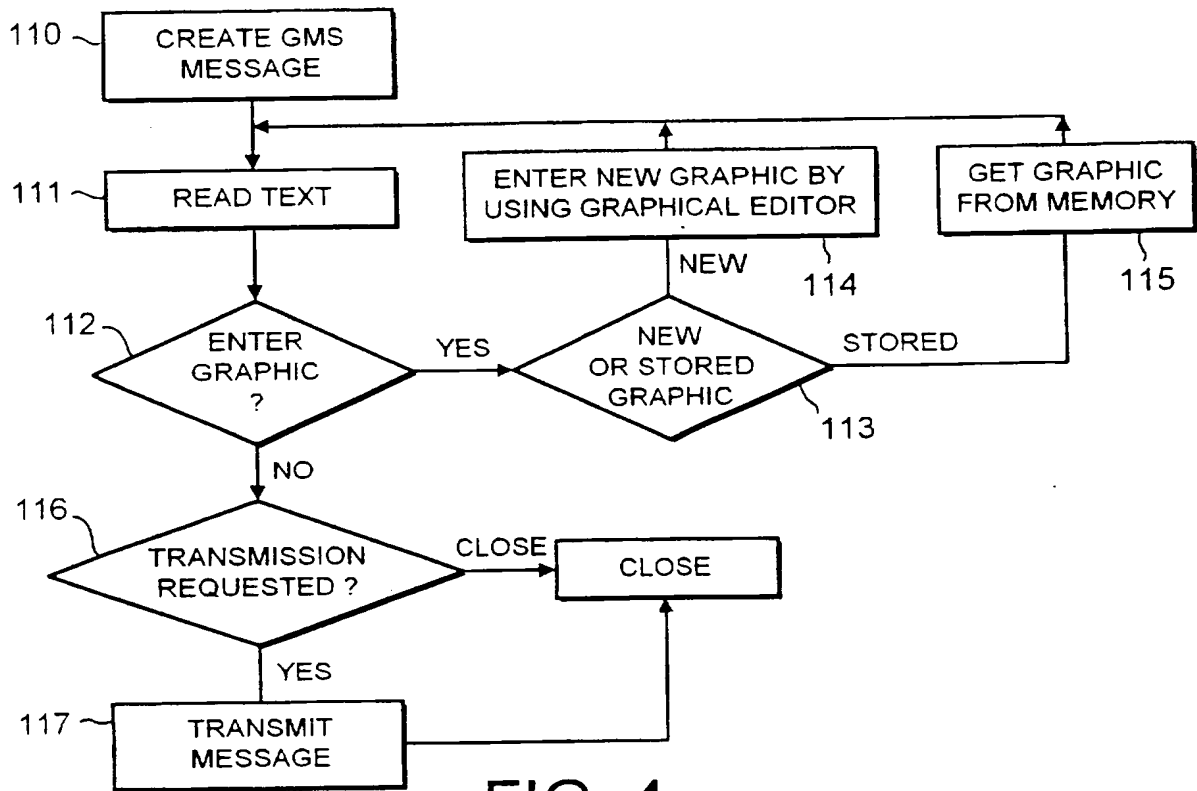 110
CREATE GMS
MESSAGE
111
READ TEXT
ENTER NEW GRAPHIC BY
USING GRAPHICAL EDITOR
114
GET GRAPHIC
FROM MEMORY
115
112
ENTER
GRAPHIC
?
YES
NEW
NEW
OR STORED
GRAPHIC
113
STORED
NO
116
TRANSMISSION
REQUESTED ?
CLOSE
CLOSE
YES
117
TRANSMIT
MESSAGE